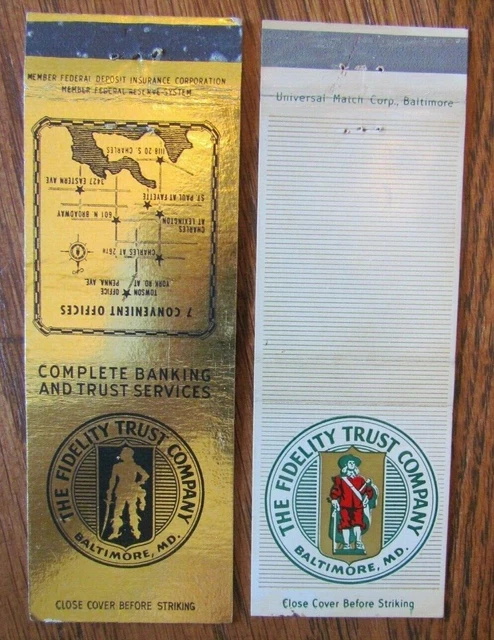 MEMBER FEDERAL DEPOSIT INSURANCE CORPORATION
MEMBER FEDERAL RESERVE SYSTEM
7 CONVENIENT OFFICES
TOWSON OFFICE
YORK RD. AT PENNA AVE
CHARLES AT 26TH
601 N BROADWAY
CHARLES AT LEXINGTON
ST. PAUL AT FAYETTE
3427 EASTERN AVE
1118 20 S. CHARLES
COMPLETE BANKING
AND TRUST SERVICES
THE FIDELITY TRUST COMPANY
BALTIMORE, MD.
CLOSE COVER BEFORE STRIKING
Universal Match Corp., Baltimore
THE FIDELITY TRUST COMPANY
BALTIMORE, MD.
Close Cover Before Striking